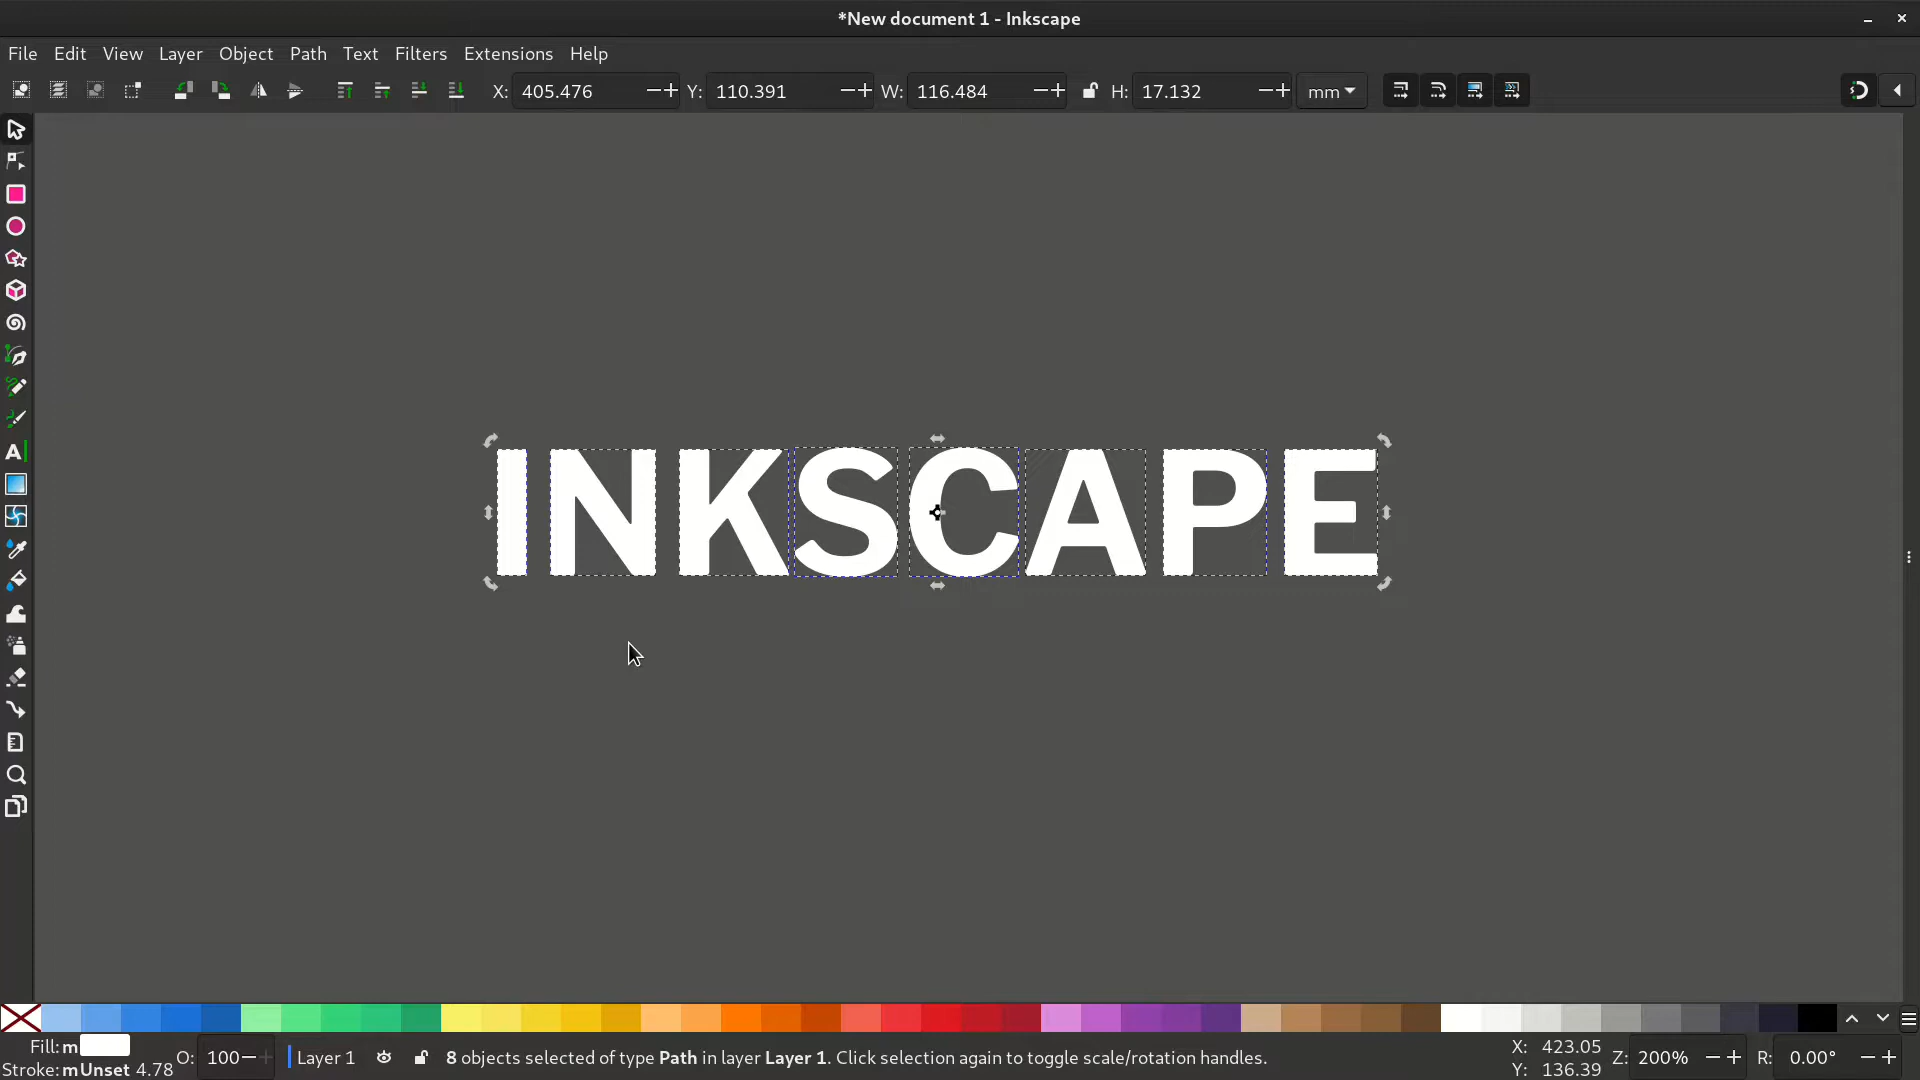 *New document 1 - Inkscape
File Edit View Layer Object Path Text Filters Extensions Help
X: 405.476 Y: 110.391 W: 116.484 H: 17.132 mm
INKSCAPE
Fill: m
Stroke: mUnset 4.78
O: 100
Layer 1
8 objects selected of type Path in layer Layer 1. Click selection again to toggle scale/rotation handles.
X: 423.05
Y: 136.39
Z: 200%
R: 0.00°